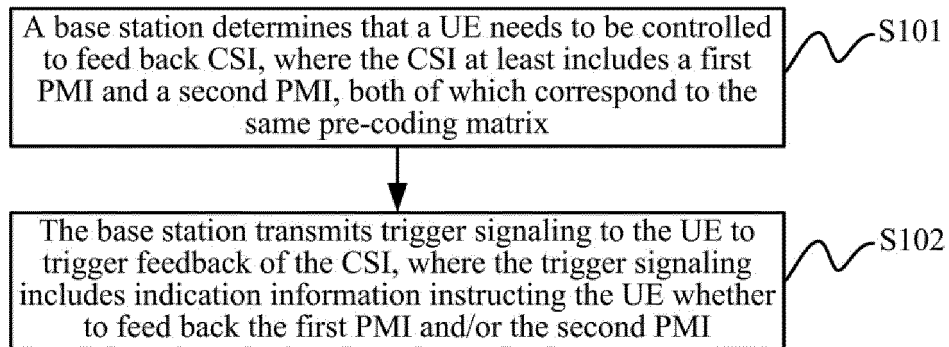 A base station determines that a UE needs to be controlled
to feed back CSI, where the CSI at least includes a first
PMI and a second PMI, both of which correspond to the
same pre-coding matrix
S101
The base station transmits trigger signaling to the UE to
trigger feedback of the CSI, where the trigger signaling
includes indication information instructing the UE whether
to feed back the first PMI and/or the second PMI
S102